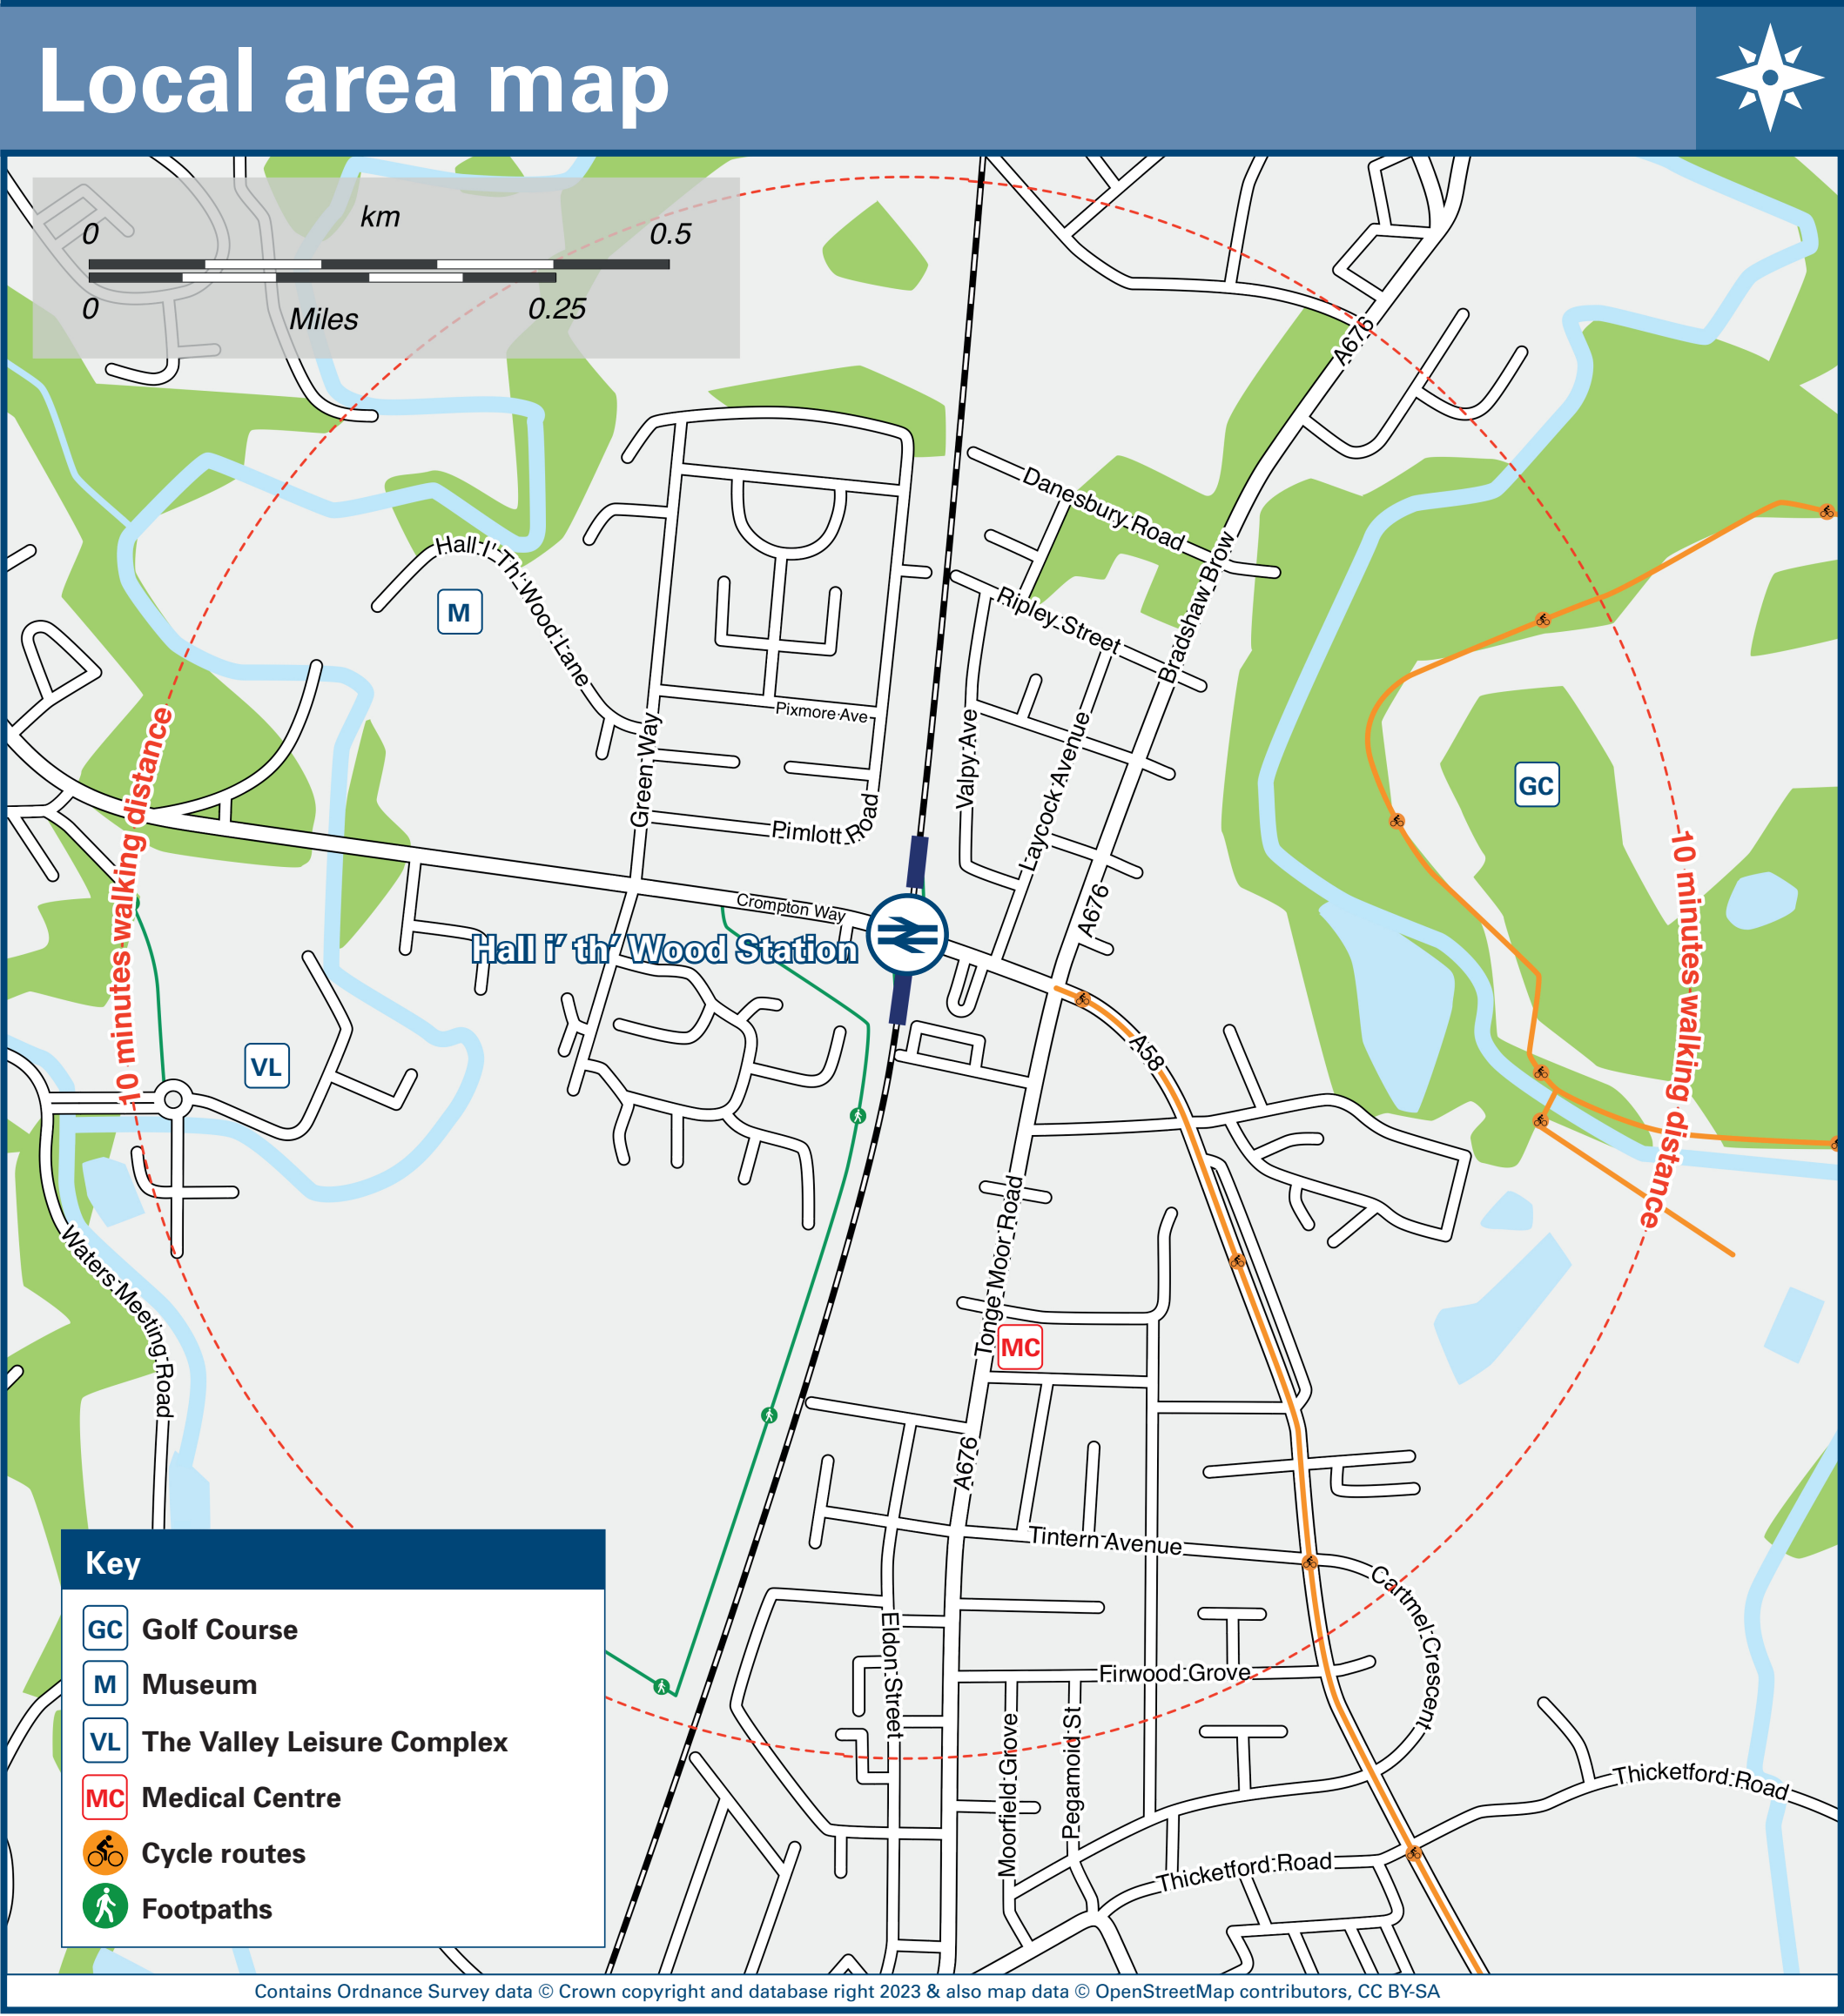 Local area map
km
0 0.5
0 0.25
Miles
A676
Danesbury Road
Hall I' Th' Wood Lane
M
Ripley Street
Bradshaw Brow
10 minutes walking distance
Green Way
Pixmore Ave
Valpy Ave
Laycock Avenue
GC
Pimlott Road
10 minutes walking distance
A676
Crompton Way
Hall i' th' Wood Station
VL
A58
Tonge Moor Road
Waters Meeting Road
MC
A676
Tintern Avenue
Cartmel Crescent
Eldon Street
Firwood Grove
Moorfield Grove
Pegamoid St
Thicketford Road
Thicketford Road
Key
GC Golf Course
M Museum
VL The Valley Leisure Complex
MC Medical Centre
Cycle routes
Footpaths
Contains Ordnance Survey data © Crown copyright and database right 2023 & also map data © OpenStreetMap contributors, CC BY-SA